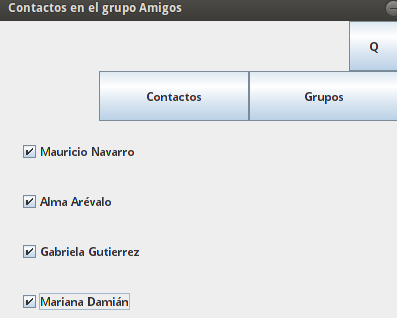 Contactos en el grupo Amigos
Q
Contactos Grupos
Mauricio Navarro
Alma Arévalo
Gabriela Gutierrez
Mariana Damián